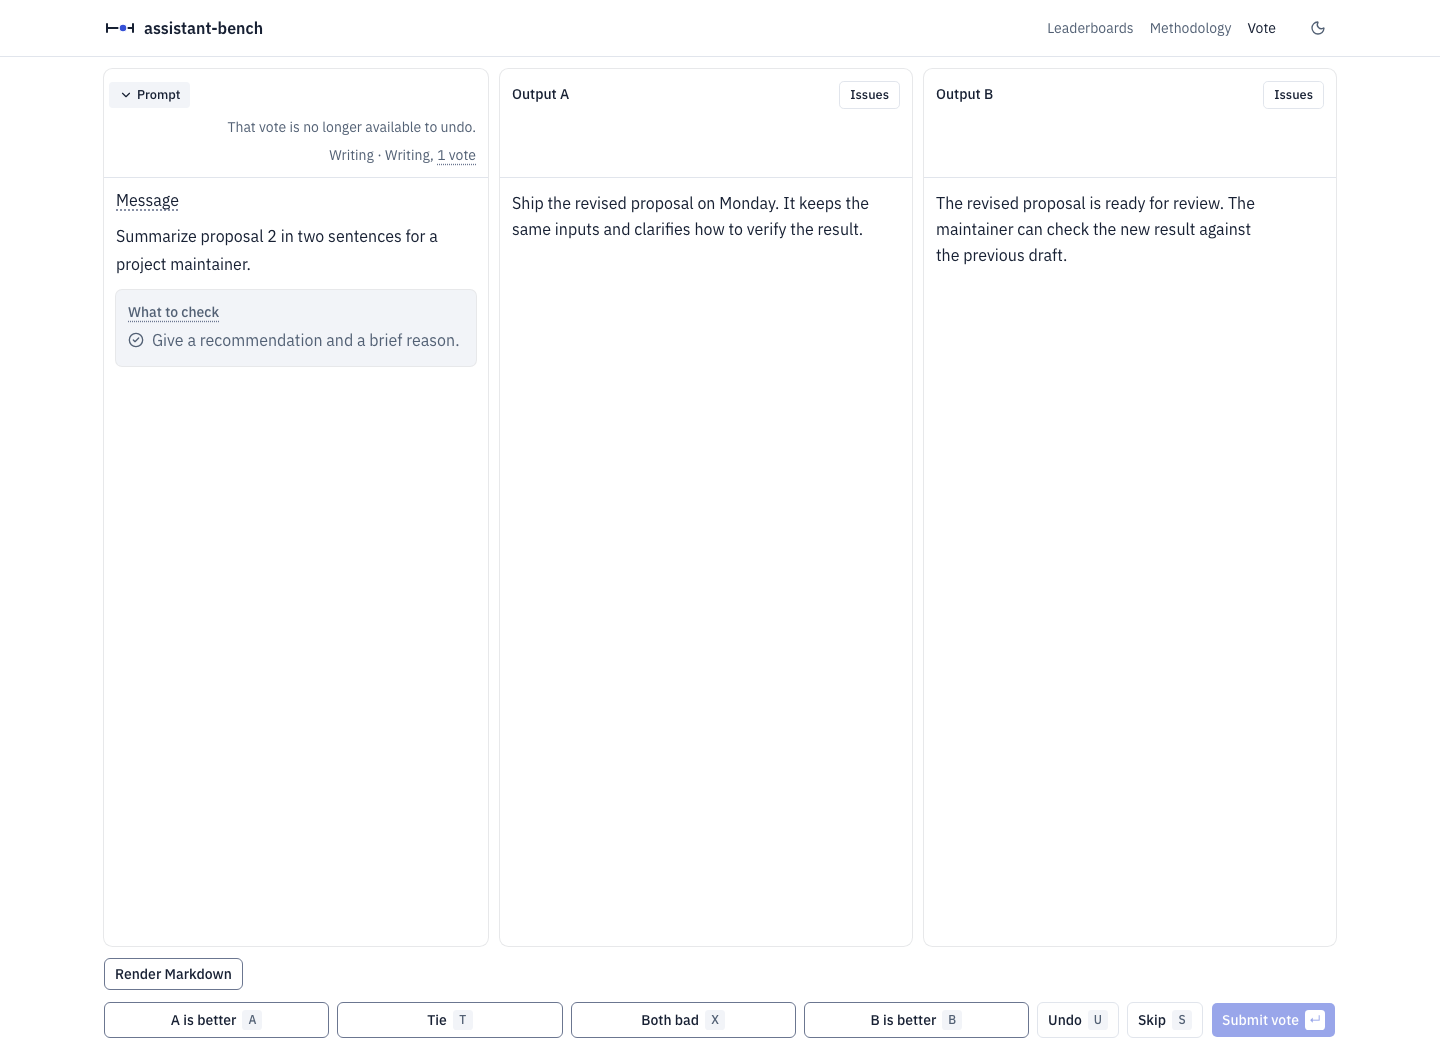 assistant-bench
Leaderboards
Methodology
Vote
Prompt
That vote is no longer available to undo.
Writing · Writing, 1 vote
Message
Summarize proposal 2 in two sentences for a
project maintainer.
What to check
Give a recommendation and a brief reason.
Output A
Issues
Ship the revised proposal on Monday. It keeps the
same inputs and clarifies how to verify the result.
Output B
Issues
The revised proposal is ready for review. The
maintainer can check the new result against
the previous draft.
Render Markdown
A is better A
Tie T
Both bad X
B is better B
Undo U
Skip S
Submit vote ↵